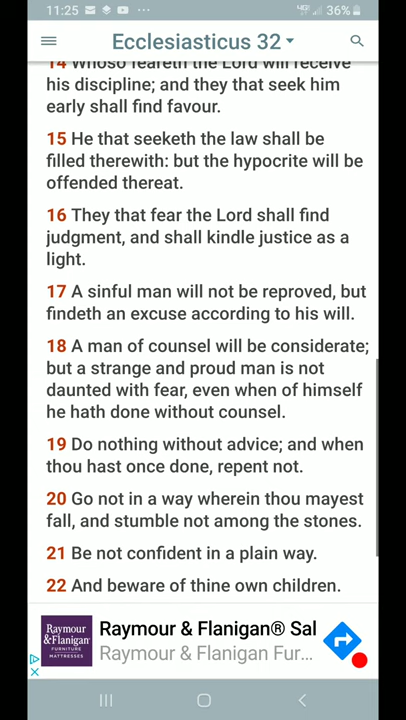 11:25 36%
Ecclesiasticus 32
14 Whoso feareth the Lord will receive
his discipline; and they that seek him
early shall find favour.
15 He that seeketh the law shall be
filled therewith: but the hypocrite will be
offended thereat.
16 They that fear the Lord shall find
judgment, and shall kindle justice as a
light.
17 A sinful man will not be reproved, but
findeth an excuse according to his will.
18 A man of counsel will be considerate;
but a strange and proud man is not
daunted with fear, even when of himself
he hath done without counsel.
19 Do nothing without advice; and when
thou hast once done, repent not.
20 Go not in a way wherein thou mayest
fall, and stumble not among the stones.
21 Be not confident in a plain way.
22 And beware of thine own children.
Raymour
&Flanigan
FURNITURE
MATTRESSES
Raymour & Flanigan® Sal
Raymour & Flanigan Fur...